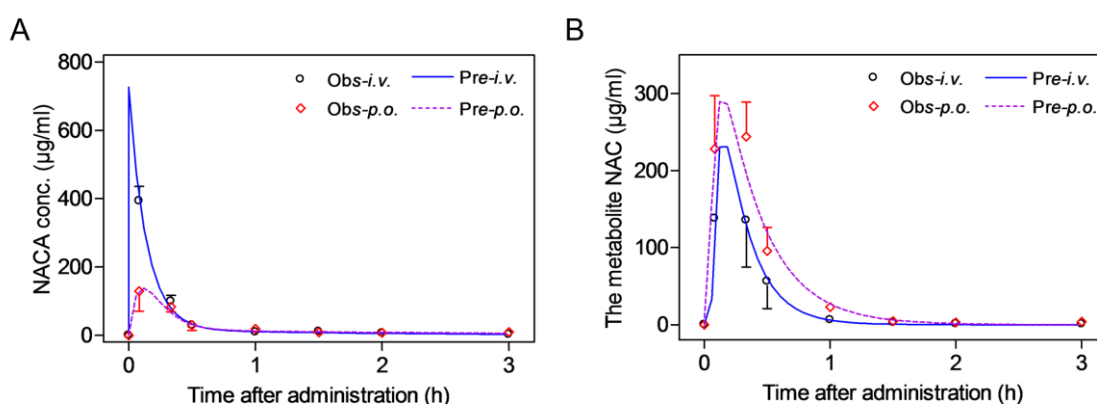 A
NACA conc. (µg/ml)
800
600
400
200
0
Obs-i.v.
Pre-i.v.
Obs-p.o.
Pre-p.o.
0
1
2
3
Time after administration (h)
B
The metabolite NAC (µg/ml)
300
200
100
0
Obs-i.v.
Pre-i.v.
Obs-p.o.
Pre-p.o.
0
1
2
3
Time after administration (h)